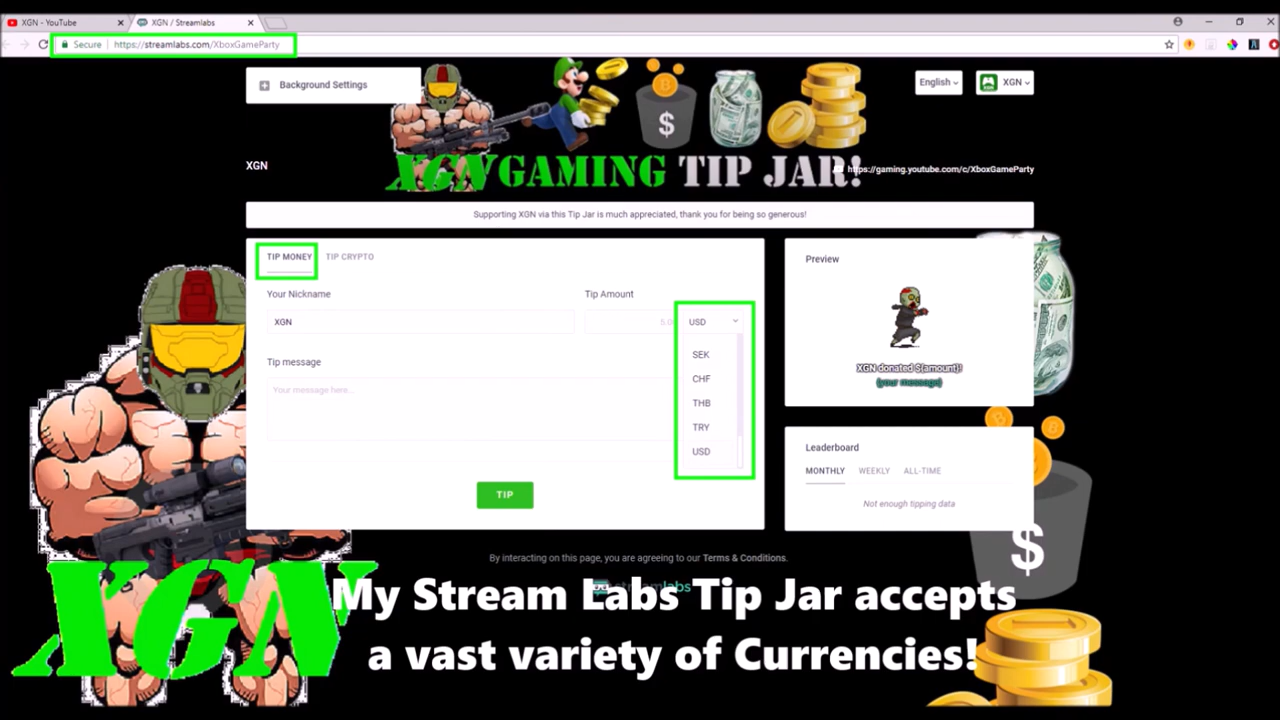 XGN - YouTube
XGN / Streamlabs
Secure
https://streamlabs.com/XboxGameParty
Background Settings
$
English
XGN
XGN
XGN GAMING TIP JAR!
https://gaming.youtube.com/c/XboxGameParty
Supporting XGN via this Tip Jar is much appreciated, thank you for being so generous!
TIP MONEY
TIP CRYPTO
Preview
Your Nickname
Tip Amount
XGN
5.0
USD
SEK
Tip message
XGN donated ${amount}!
CHF
{your message}
Your message here...
THB
TRY
Leaderboard
USD
MONTHLY
WEEKLY
ALL-TIME
TIP
Not enough tipping data
$
By interacting on this page, you are agreeing to our Terms & Conditions.
streamlabs
XGN
My Stream Labs Tip Jar accepts
a vast variety of Currencies!